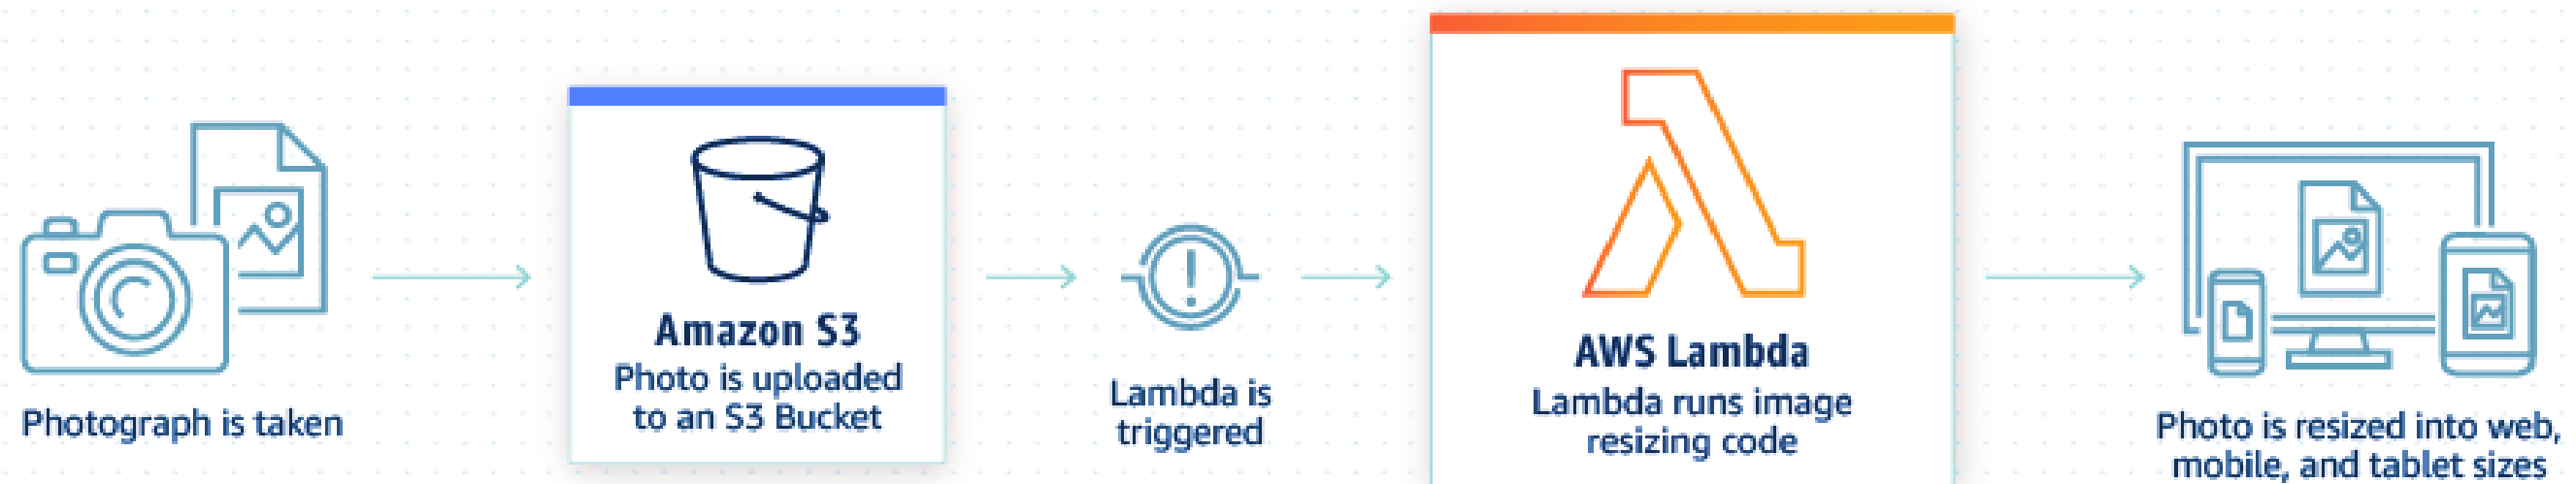 Photograph is taken
Amazon S3
Photo is uploaded
to an S3 Bucket
Lambda is
triggered
AWS Lambda
Lambda runs image
resizing code
Photo is resized into web,
mobile, and tablet sizes